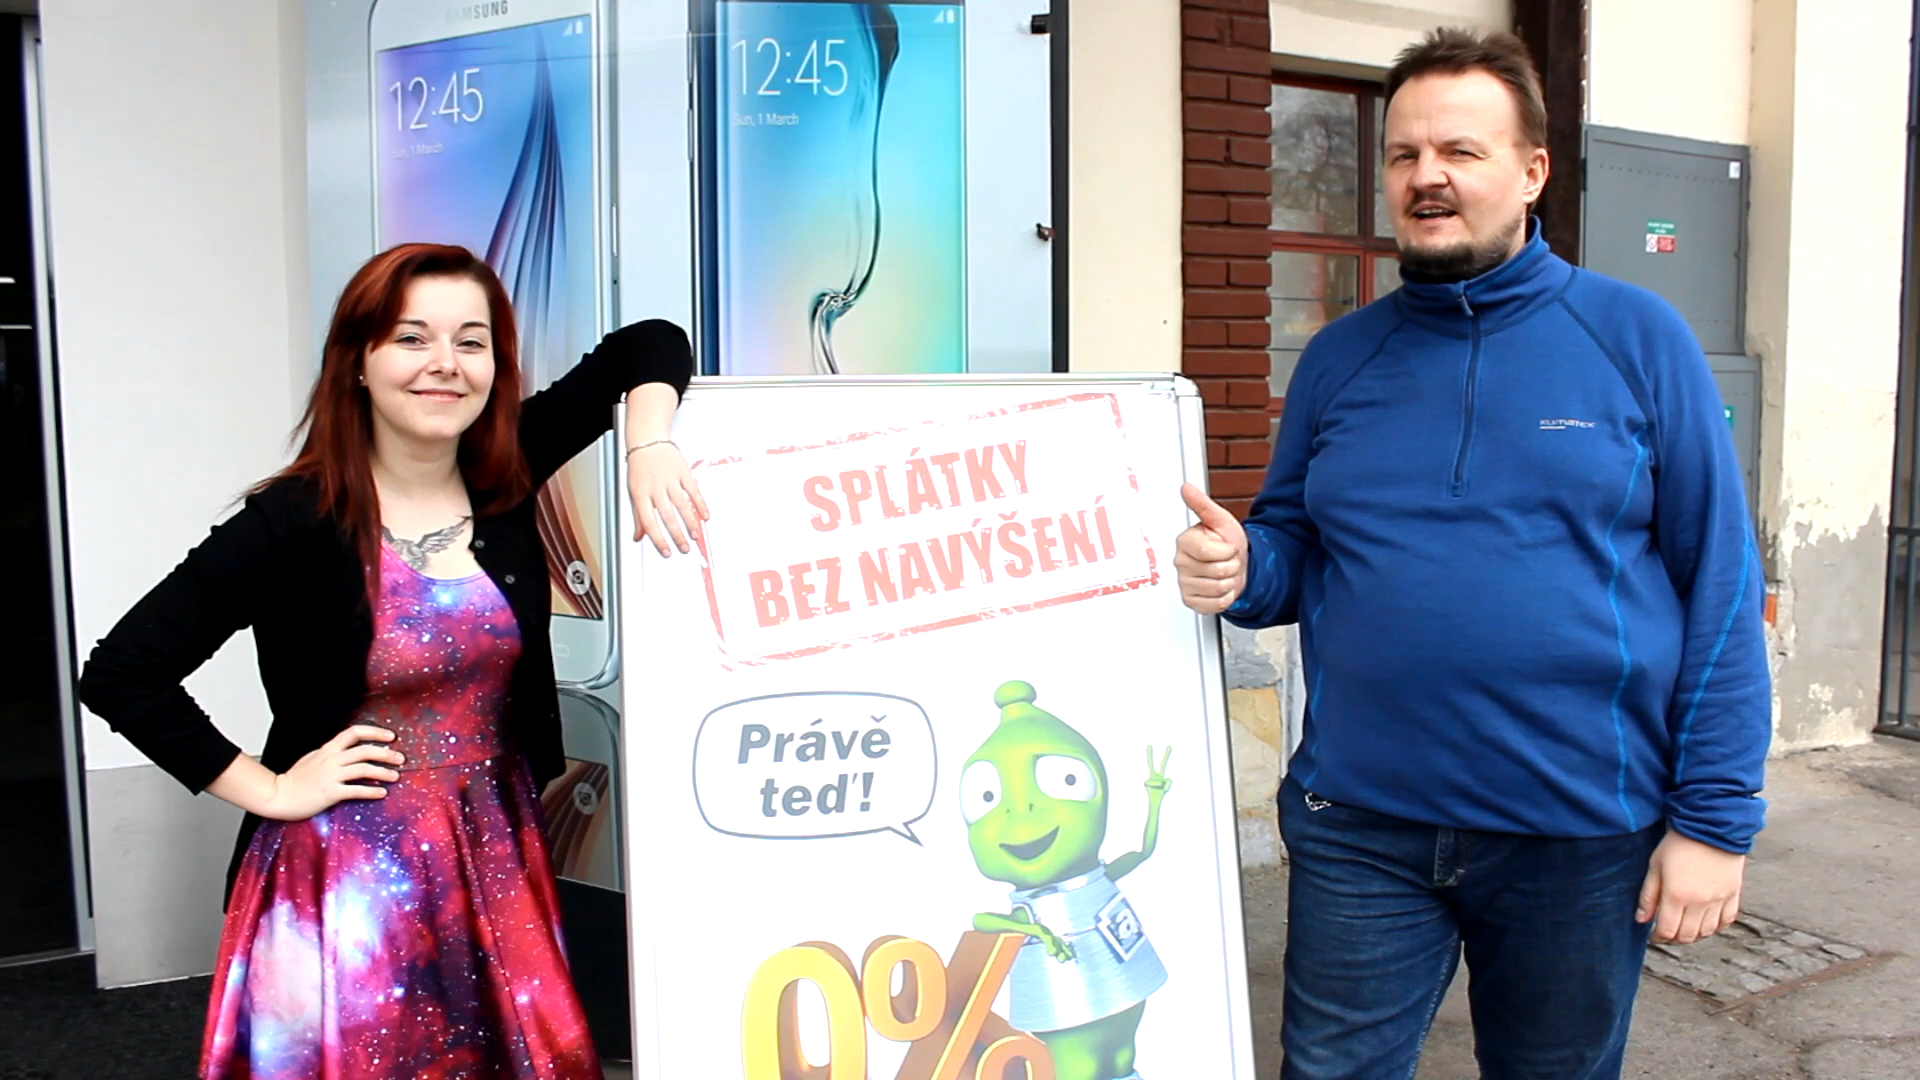 SAMSUNG
12:45
Sun, 1 March
12:45
Sun, 1 March
SPLÁTKY
BEZ NAVÝŠENÍ
Právě
teď!
a
0%